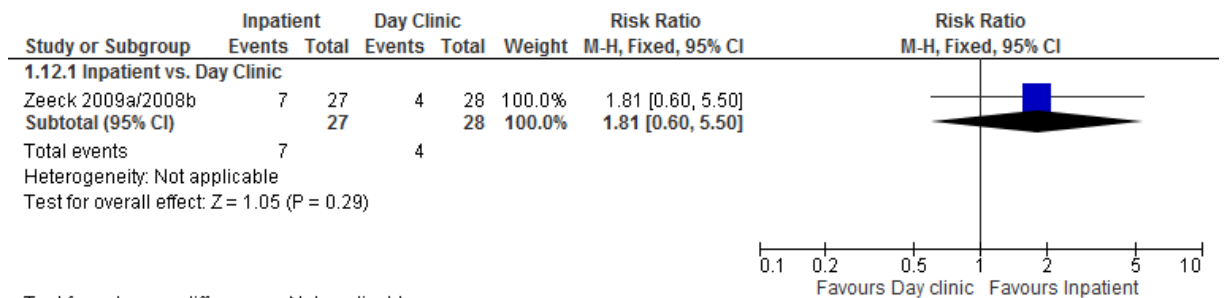 Inpatient Day Clinic Risk Ratio Risk Ratio
Study or Subgroup Events Total Events Total Weight M-H, Fixed, 95% CI M-H, Fixed, 95% CI
1.12.1 Inpatient vs. Day Clinic
Zeeck 2009a/2008b 7 27 4 28 100.0% 1.81 [0.60, 5.50]
Subtotal (95% CI) 27 28 100.0% 1.81 [0.60, 5.50]
Total events 7 4
Heterogeneity: Not applicable
Test for overall effect: Z = 1.05 (P = 0.29)
0.1 0.2 0.5 1 2 5 10
Favours Day clinic Favours Inpatient